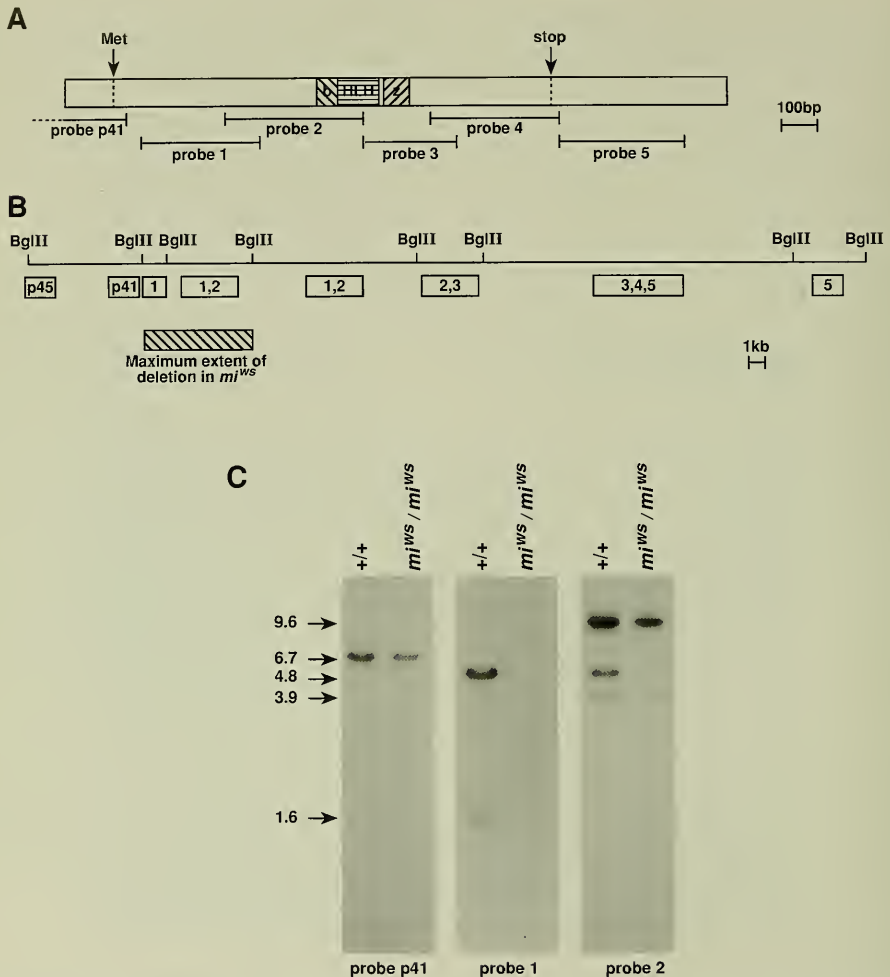 A
Met
stop
b HLH z
probe p41
probe 2
probe 4
100bp
probe 1
probe 3
probe 5
B
BglII BglII BglII BglII BglII BglII BglII BglII
p45 p41 1 1,2 1,2 2,3 3,4,5 5
Maximum extent of
deletion in mi^ws
1kb
C
+/+ mi^ws / mi^ws +/+ mi^ws / mi^ws +/+ mi^ws / mi^ws
9.6
6.7
4.8
3.9
1.6
probe p41 probe 1 probe 2